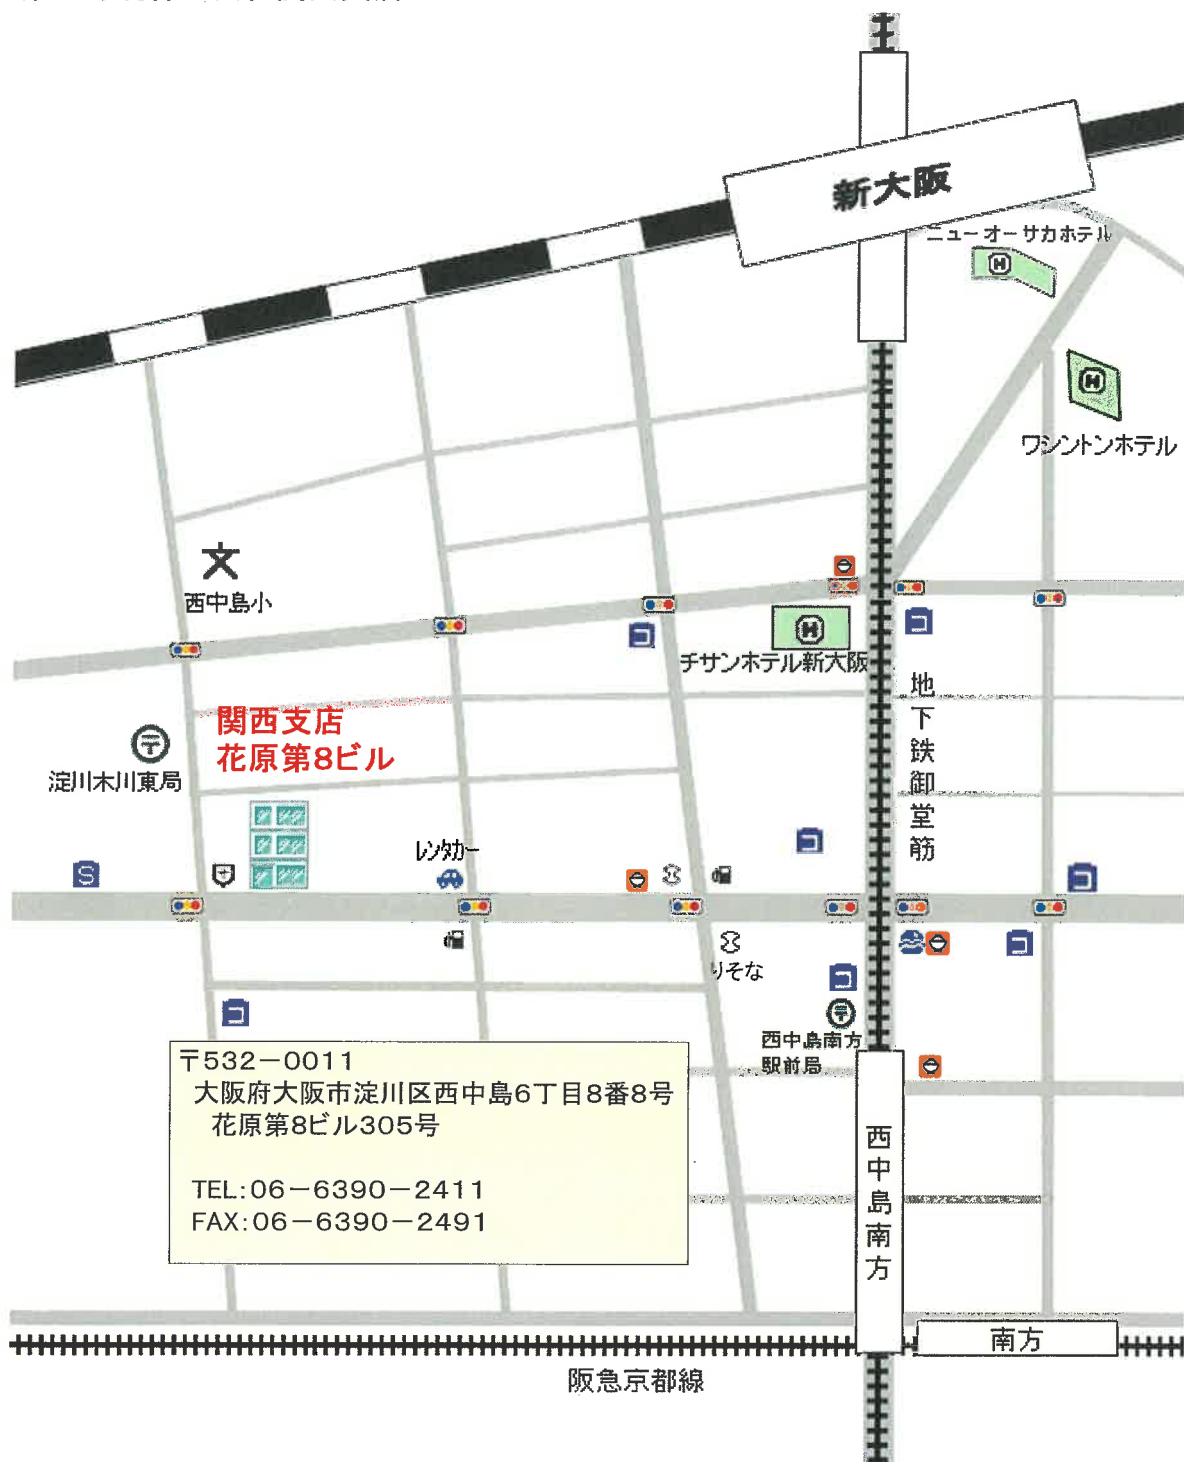 新大阪
ニューオーサカホテル
ワシントンホテル
西中島小
チサンホテル新大阪
地下鉄御堂筋
関西支店
花原第8ビル
淀川木川東局
レンタカー
S
りそな
西中島南方
駅前局
〒532-0011
大阪府大阪市淀川区西中島6丁目8番8号
花原第8ビル305号
TEL:06-6390-2411
FAX:06-6390-2491
西中島南方
南方
阪急京都線